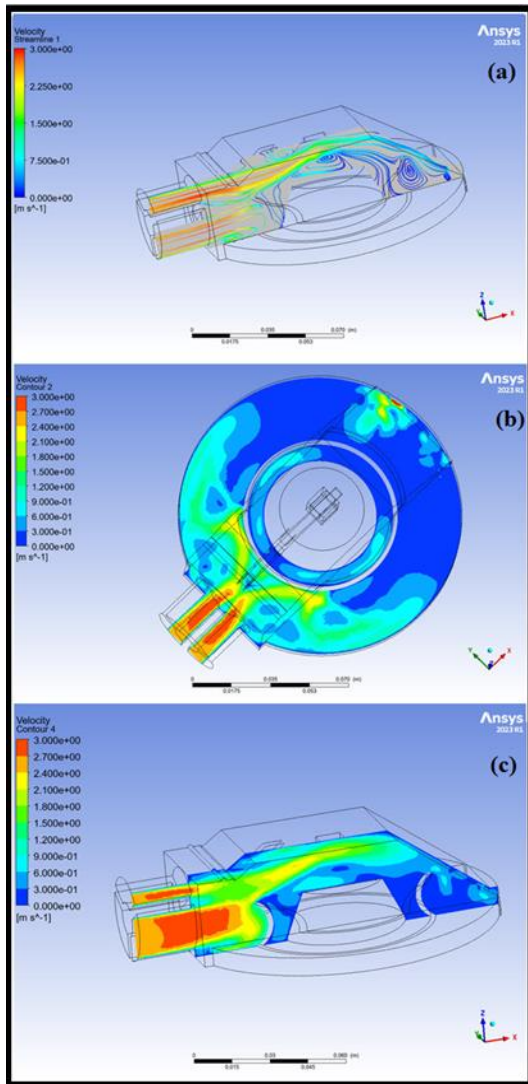 Velocity
Streamline 1
3.000e+00
2.250e+00
1.500e+00
7.500e-01
0.000e+00
[m s^-1]
Ansys
2023 R1
(a)
Z
Y
X
0
0.035
0.070
(m)
0.0175
0.053
Velocity
Contour 2
3.000e+00
2.700e+00
2.400e+00
2.100e+00
1.800e+00
1.500e+00
1.200e+00
9.000e-01
6.000e-01
3.000e-01
0.000e+00
[m s^-1]
Ansys
2023 R1
(b)
Y
X
0
0.035
0.070
(m)
0.0175
0.053
Velocity
Contour 4
3.000e+00
2.700e+00
2.400e+00
2.100e+00
1.800e+00
1.500e+00
1.200e+00
9.000e-01
6.000e-01
3.000e-01
0.000e+00
[m s^-1]
Ansys
2023 R1
(c)
Z
Y
X
0
0.03
0.060
(m)
0.015
0.045